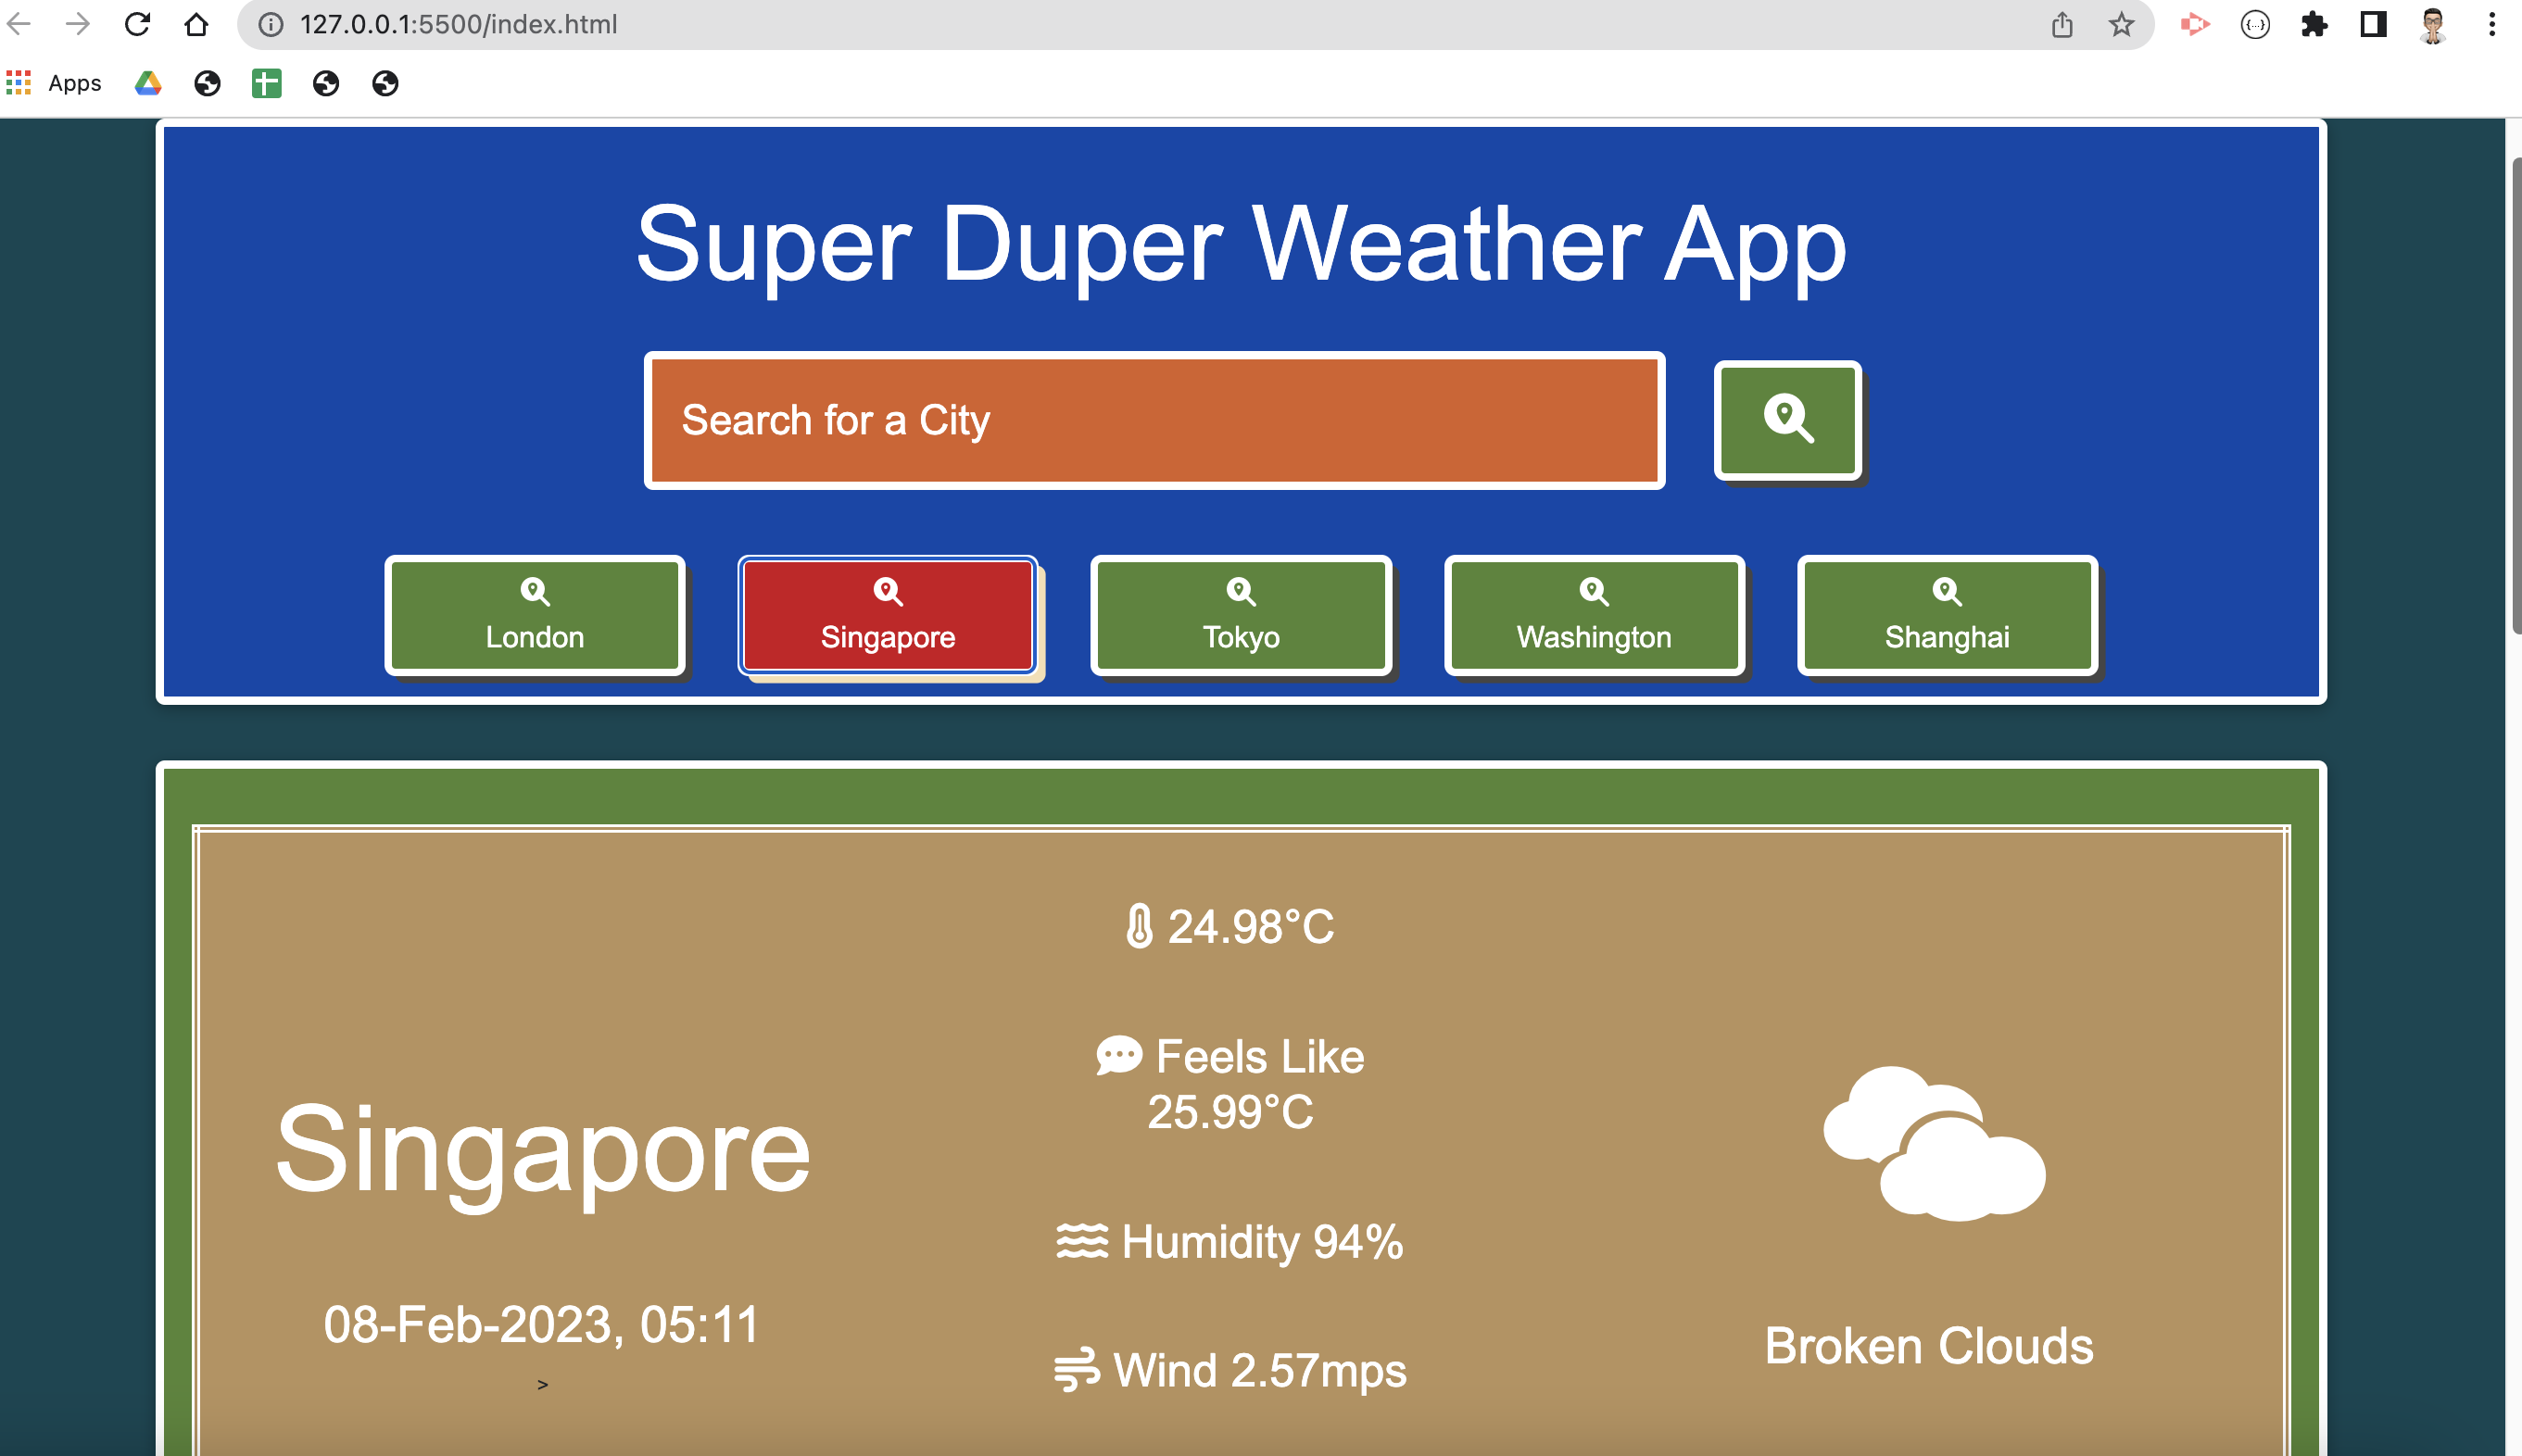 127.0.0.1:5500/index.html
Apps
Super Duper Weather App
Search for a City
London
Singapore
Tokyo
Washington
Shanghai
24.98°C
Feels Like
25.99°C
Singapore
Humidity 94%
08-Feb-2023, 05:11
Wind 2.57mps
Broken Clouds
>